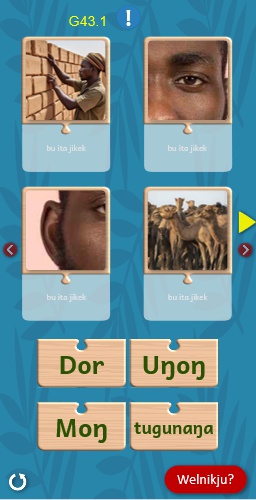 G43.1 !
bu ita jikek
bu ita jikek
bu ita jikek
bu ita jikek
Dor
Uŋoŋ
Moŋ
tugunaŋa
Welnikju?